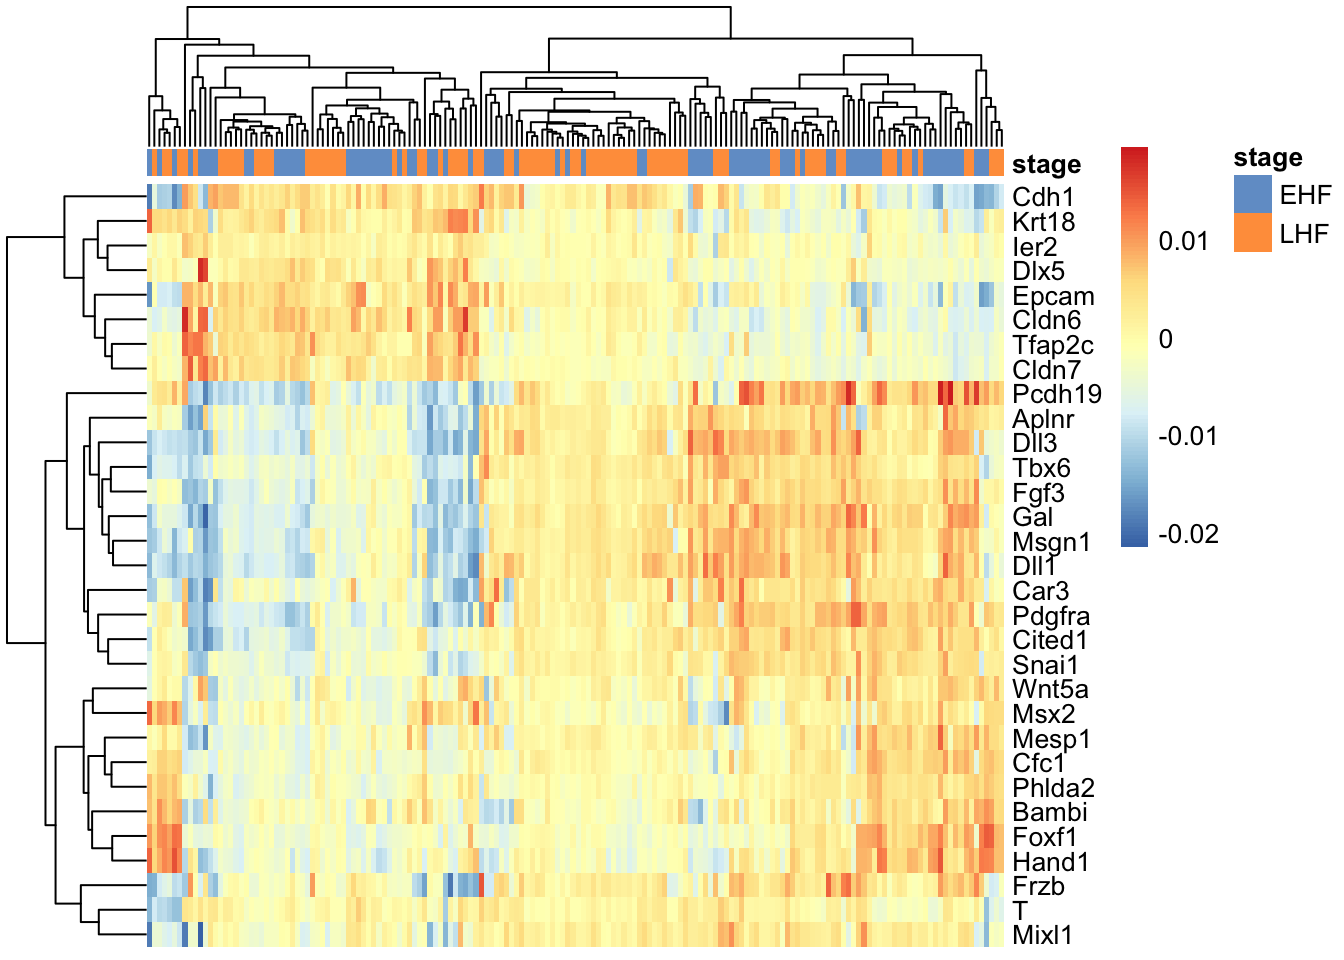 stage
Cdh1
Krt18
Ier2
Dlx5
Epcam
Cldn6
Tfap2c
Cldn7
Pcdh19
Aplnr
Dll3
Tbx6
Fgf3
Gal
Msgn1
Dll1
Car3
Pdgfra
Cited1
Snai1
Wnt5a
Msx2
Mesp1
Cfc1
Phlda2
Bambi
Foxf1
Hand1
Frzb
T
Mixl1
0.01
0
-0.01
-0.02
stage
EHF
LHF